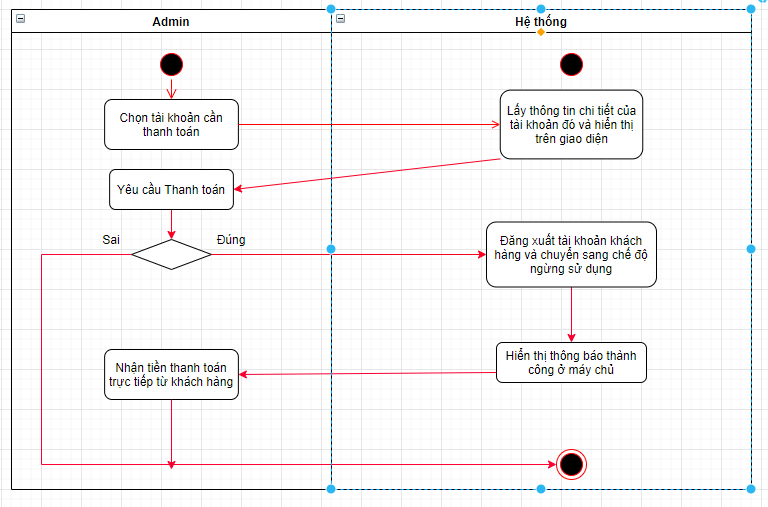 Admin
Hệ thống
Chọn tài khoản cần
thanh toán
Lấy thông tin chi tiết của
tài khoản đó và hiển thị
trên giao diện
Yêu cầu Thanh toán
Sai
Đúng
Đăng xuất tài khoản khách
hàng và chuyển sang chế độ
ngừng sử dụng
Hiển thị thông báo thành
công ở máy chủ
Nhận tiền thanh toán
trực tiếp từ khách hàng